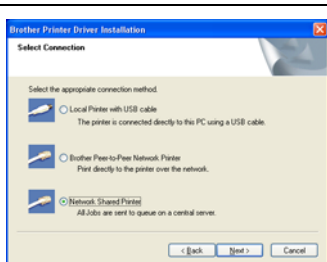 Brother Printer Driver Installation
Select Connection
Select the appropriate connection method.
Local Printer with USB cable
The printer is connected directly to this PC using a USB cable.
Brother Peer-to-Peer Network Printer
Print directly to the printer over the network.
Network Shared Printer
All Jobs are sent to queue on a central server.
< Back
Next >
Cancel